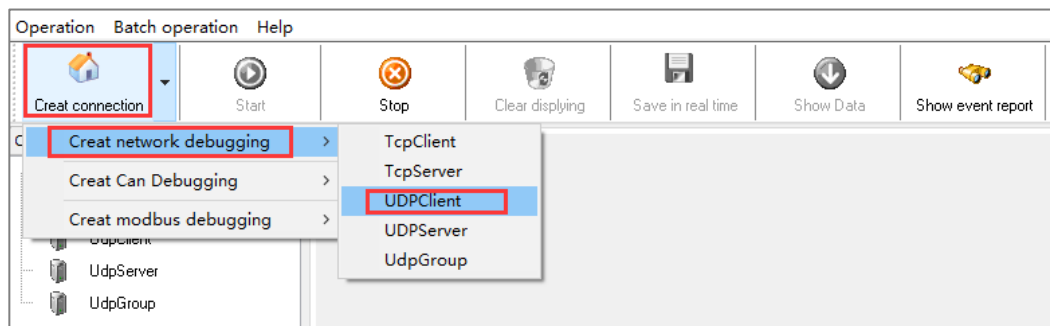 Operation Batch operation Help
Creat connection Start Stop Clear displying Save in real time Show Data Show event report
Creat network debugging > TcpClient
TcpServer
Creat Can Debugging >
UDPClient
Creat modbus debugging >
UDPServer
UdpClient
UdpGroup
UdpServer
UdpGroup